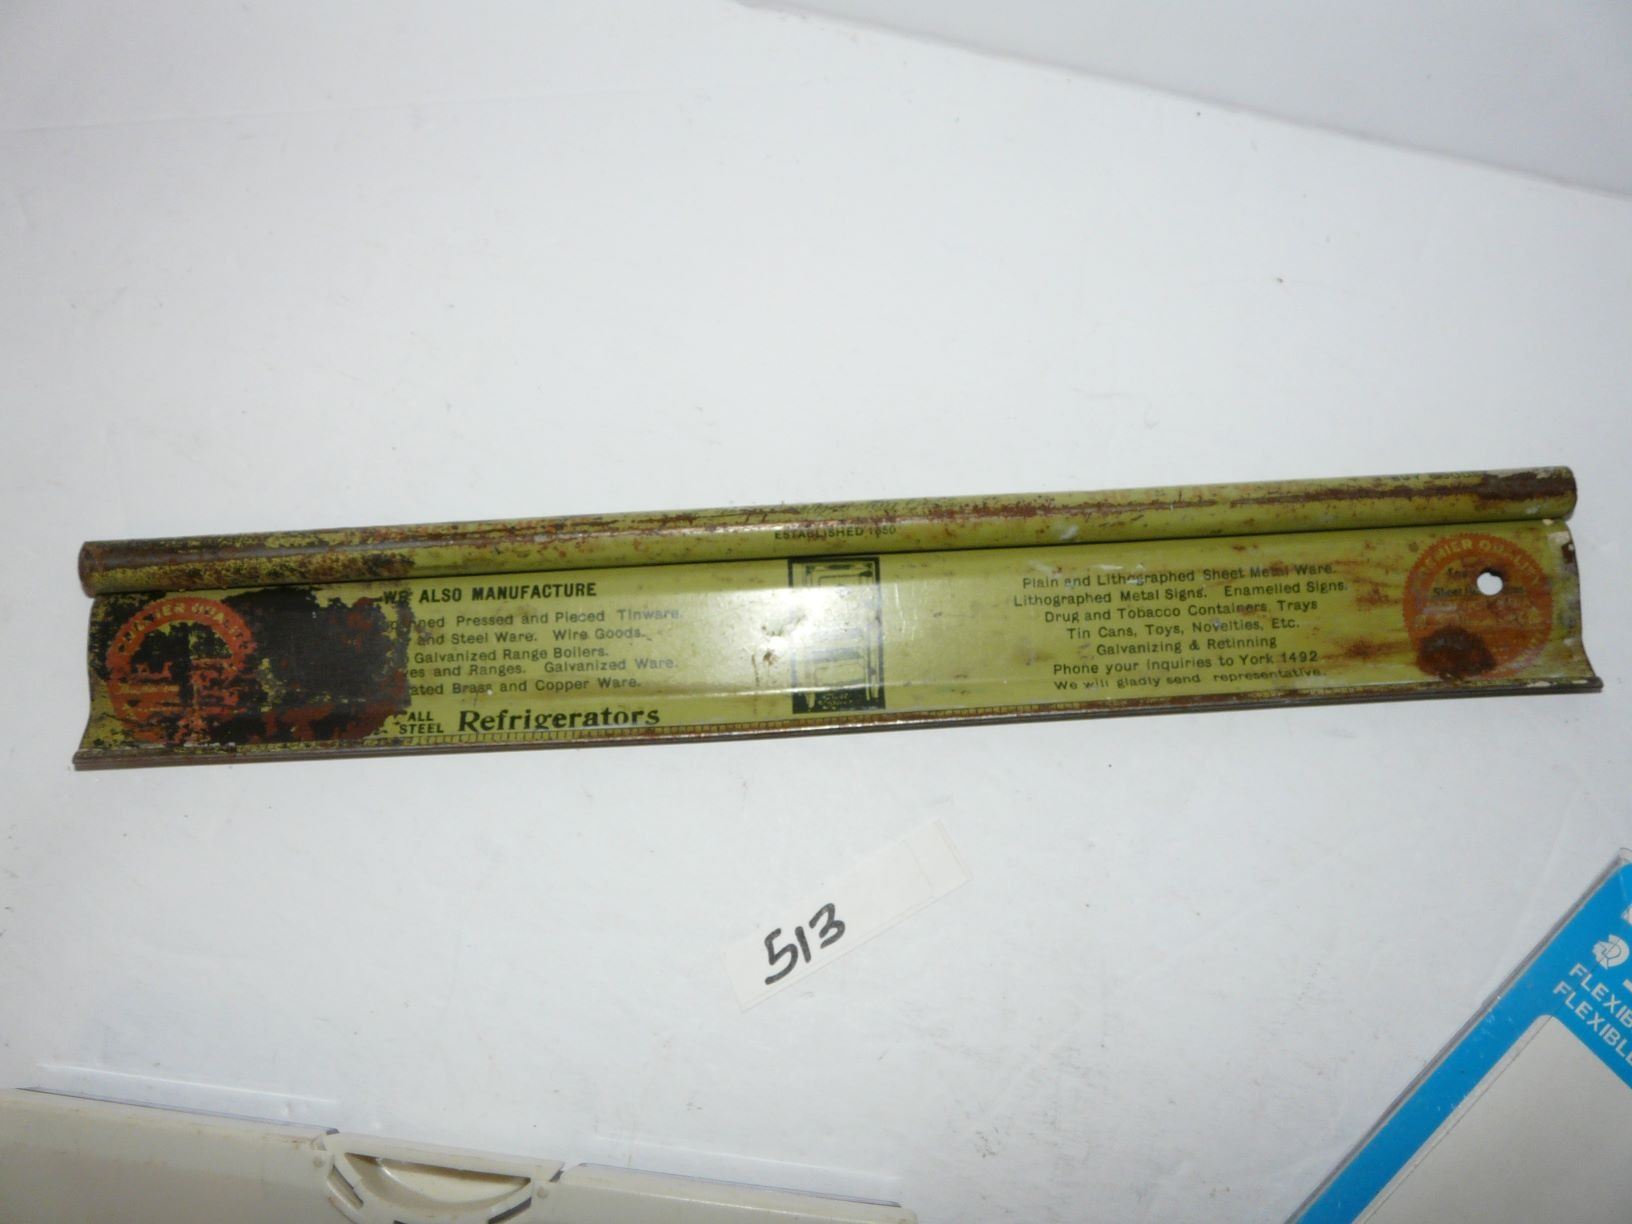 ESTABLISHED 1850
WE ALSO MANUFACTURE
Pressed and Pieced Tinware.
and Steel Ware. Wire Goods.
Galvanized Range Boilers.
and Ranges. Galvanized Ware.
Brass and Copper Ware.
ALL STEEL Refrigerators
Plain and Lithographed Sheet Metal Ware.
Lithographed Metal Signs. Enamelled Signs.
Drug and Tobacco Containers, Trays
Tin Cans, Toys, Novelties, Etc.
Galvanizing & Retinning
Phone your inquiries to York 1492
We will gladly send representative.
513